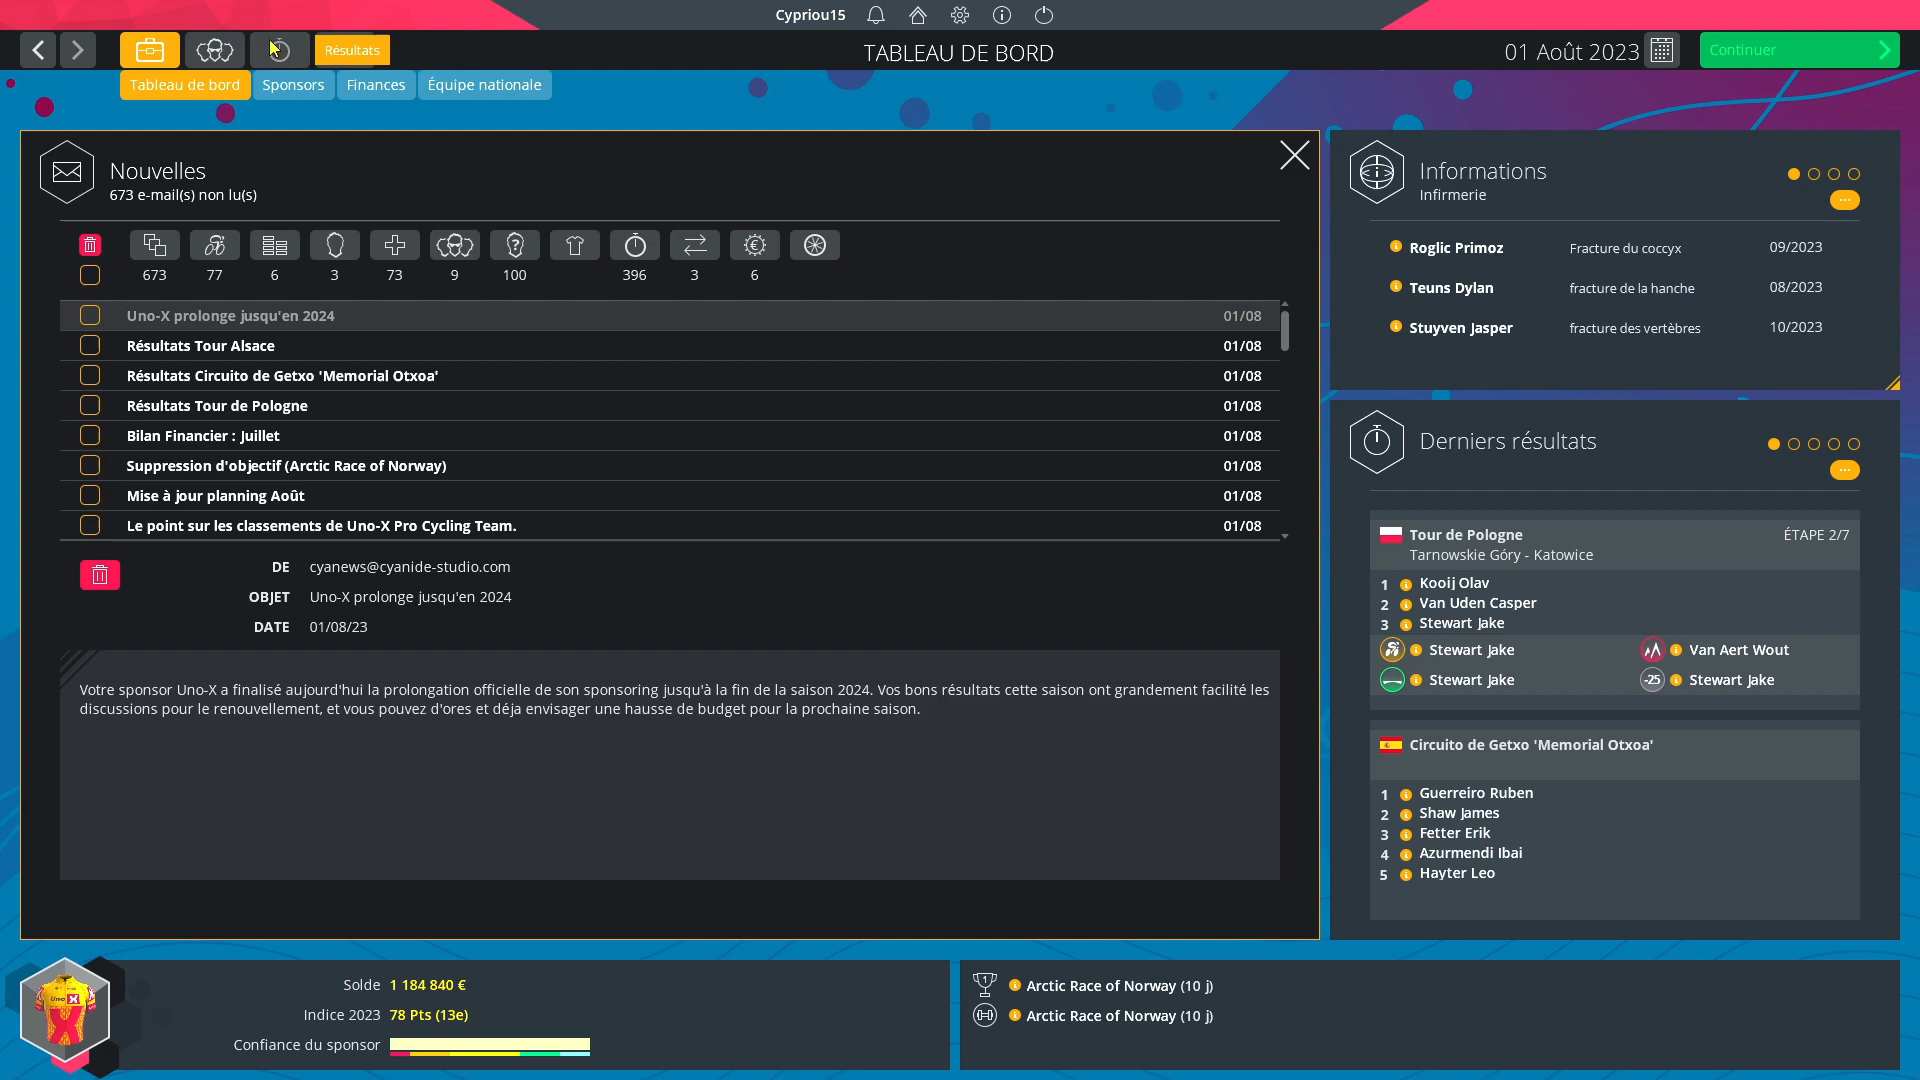 Cypriou15
Résultats
TABLEAU DE BORD
01 Août 2023
Continuer
Tableau de bord
Sponsors
Finances
Équipe nationale
Nouvelles
673 e-mail(s) non lu(s)
673
77
6
3
73
9
100
396
3
6
Uno-X prolonge jusqu'en 2024 01/08
Résultats Tour Alsace 01/08
Résultats Circuito de Getxo 'Memorial Otxoa' 01/08
Résultats Tour de Pologne 01/08
Bilan Financier : Juillet 01/08
Suppression d'objectif (Arctic Race of Norway) 01/08
Mise à jour planning Août 01/08
Le point sur les classements de Uno-X Pro Cycling Team. 01/08
DE cyanews@cyanide-studio.com
OBJET Uno-X prolonge jusqu'en 2024
DATE 01/08/23
Votre sponsor Uno-X a finalisé aujourd'hui la prolongation officielle de son sponsoring jusqu'à la fin de la saison 2024. Vos bons résultats cette saison ont grandement facilité les
discussions pour le renouvellement, et vous pouvez d'ores et déja envisager une hausse de budget pour la prochaine saison.
Informations
Infirmerie
...
Roglic Primoz Fracture du coccyx 09/2023
Teuns Dylan fracture de la hanche 08/2023
Stuyven Jasper fracture des vertèbres 10/2023
Derniers résultats
...
Tour de Pologne ÉTAPE 2/7
Tarnowskie Góry - Katowice
1 Kooij Olav
2 Van Uden Casper
3 Stewart Jake
Stewart Jake
Van Aert Wout
Stewart Jake
-25 Stewart Jake
Circuito de Getxo 'Memorial Otxoa'
1 Guerreiro Ruben
2 Shaw James
3 Fetter Erik
4 Azurmendi Ibai
5 Hayter Leo
Uno X
Solde 1 184 840 €
Indice 2023 78 Pts (13e)
Confiance du sponsor
1 Arctic Race of Norway (10 j)
Arctic Race of Norway (10 j)